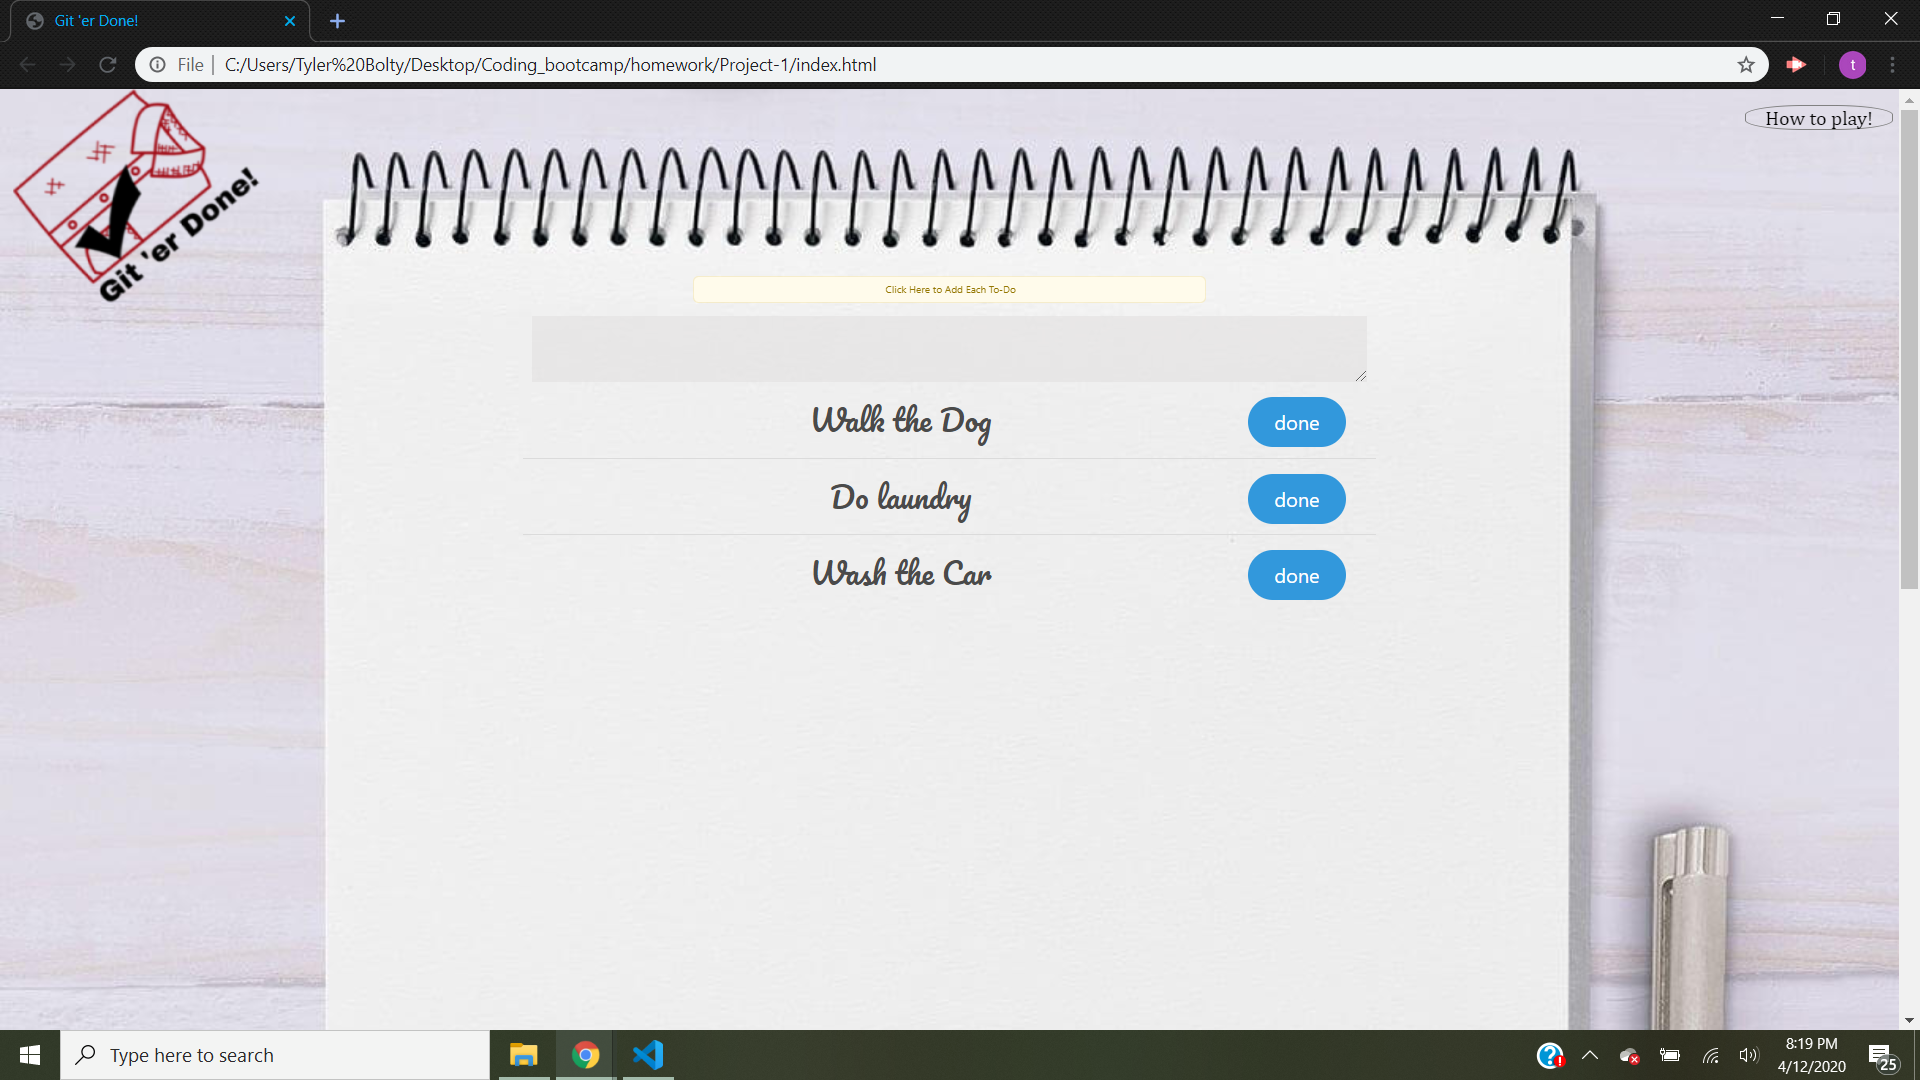 Git 'er Done!
File
C:/Users/Tyler%20Bolty/Desktop/Coding_bootcamp/homework/Project-1/index.html
t
Git 'er Done!
How to play!
Click Here to Add Each To-Do
Walk the Dog
done
Do laundry
done
Wash the Car
done
Type here to search
8:19 PM
4/12/2020
25